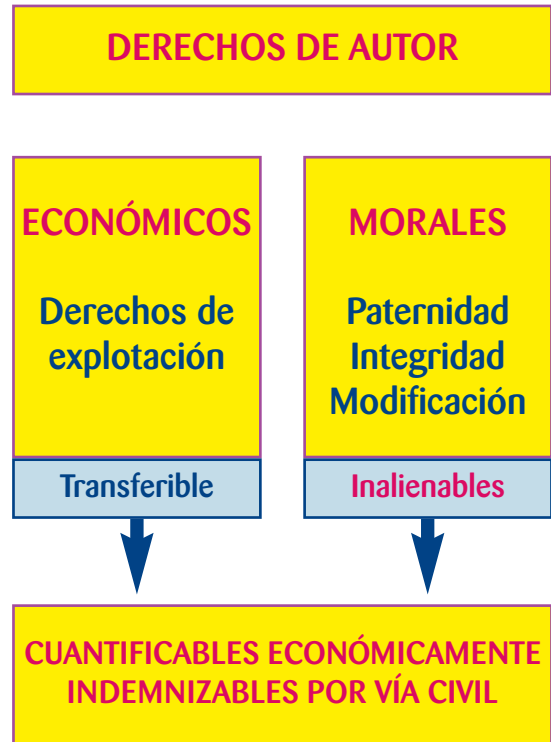 DERECHOS DE AUTOR
ECONÓMICOS
Derechos de
explotación
Transferible
MORALES
Paternidad
Integridad
Modificación
Inalienables
CUANTIFICABLES ECONÓMICAMENTE
INDEMNIZABLES POR VÍA CIVIL